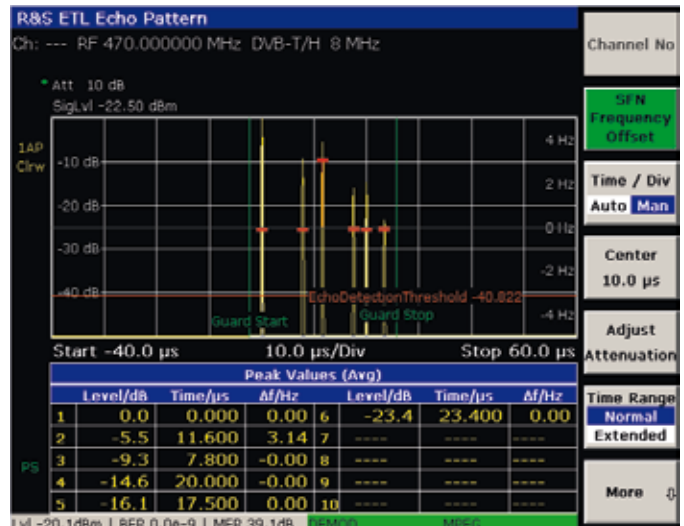 R&S ETL Echo Pattern
Ch: --- RF 470.000000 MHz DVB-T/H 8 MHz
Att 10 dB
SigLvl -22.50 dBm
1AP
Clrw
-10 dB
-20 dB
-30 dB
-40 dB
4 Hz
2 Hz
0 Hz
-2 Hz
-4 Hz
EchoDetectionThreshold -40.822
Guard Start
Guard Stop
Start -40.0 µs 10.0 µs/Div Stop 60.0 µs
Peak Values (Avg)
Level/dB Time/µs Δf/Hz Level/dB Time/µs Δf/Hz
1 0.0 0.000 0.00 6 -23.4 23.400 0.00
2 -5.5 11.600 3.14 7 ---- ---- ----
3 -9.3 7.800 -0.00 8 ---- ---- ----
4 -14.6 20.000 -0.00 9 ---- ---- ----
5 -16.1 17.500 0.00 10 ---- ---- ----
PS
Lvl -20.1dBm | BER 0.0e-9 | MER 39.1dB DEMOD MPEG
Channel No
SFN
Frequency
Offset
Time / Div
Auto Man
Center
10.0 µs
Adjust
Attenuation
Time Range
Normal
Extended
More